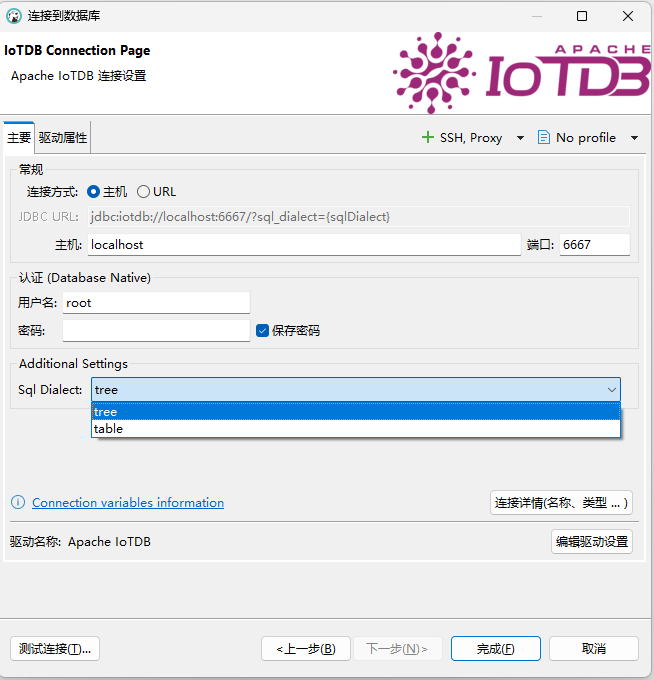 连接到数据库
IoTDB Connection Page
Apache IoTDB 连接设置
APACHE
IoTDB
主要 驱动属性 SSH, Proxy No profile
常规
连接方式: 主机 URL
JDBC URL: jdbc:iotdb://localhost:6667/?sql_dialect={sqlDialect}
主机: localhost 端口: 6667
认证 (Database Native)
用户名: root
密码: 保存密码
Additional Settings
Sql Dialect: tree
tree
table
Connection variables information 连接详情(名称、类型 ... )
驱动名称: Apache IoTDB 编辑驱动设置
测试连接(T)... <上一步(B) 下一步(N)> 完成(F) 取消